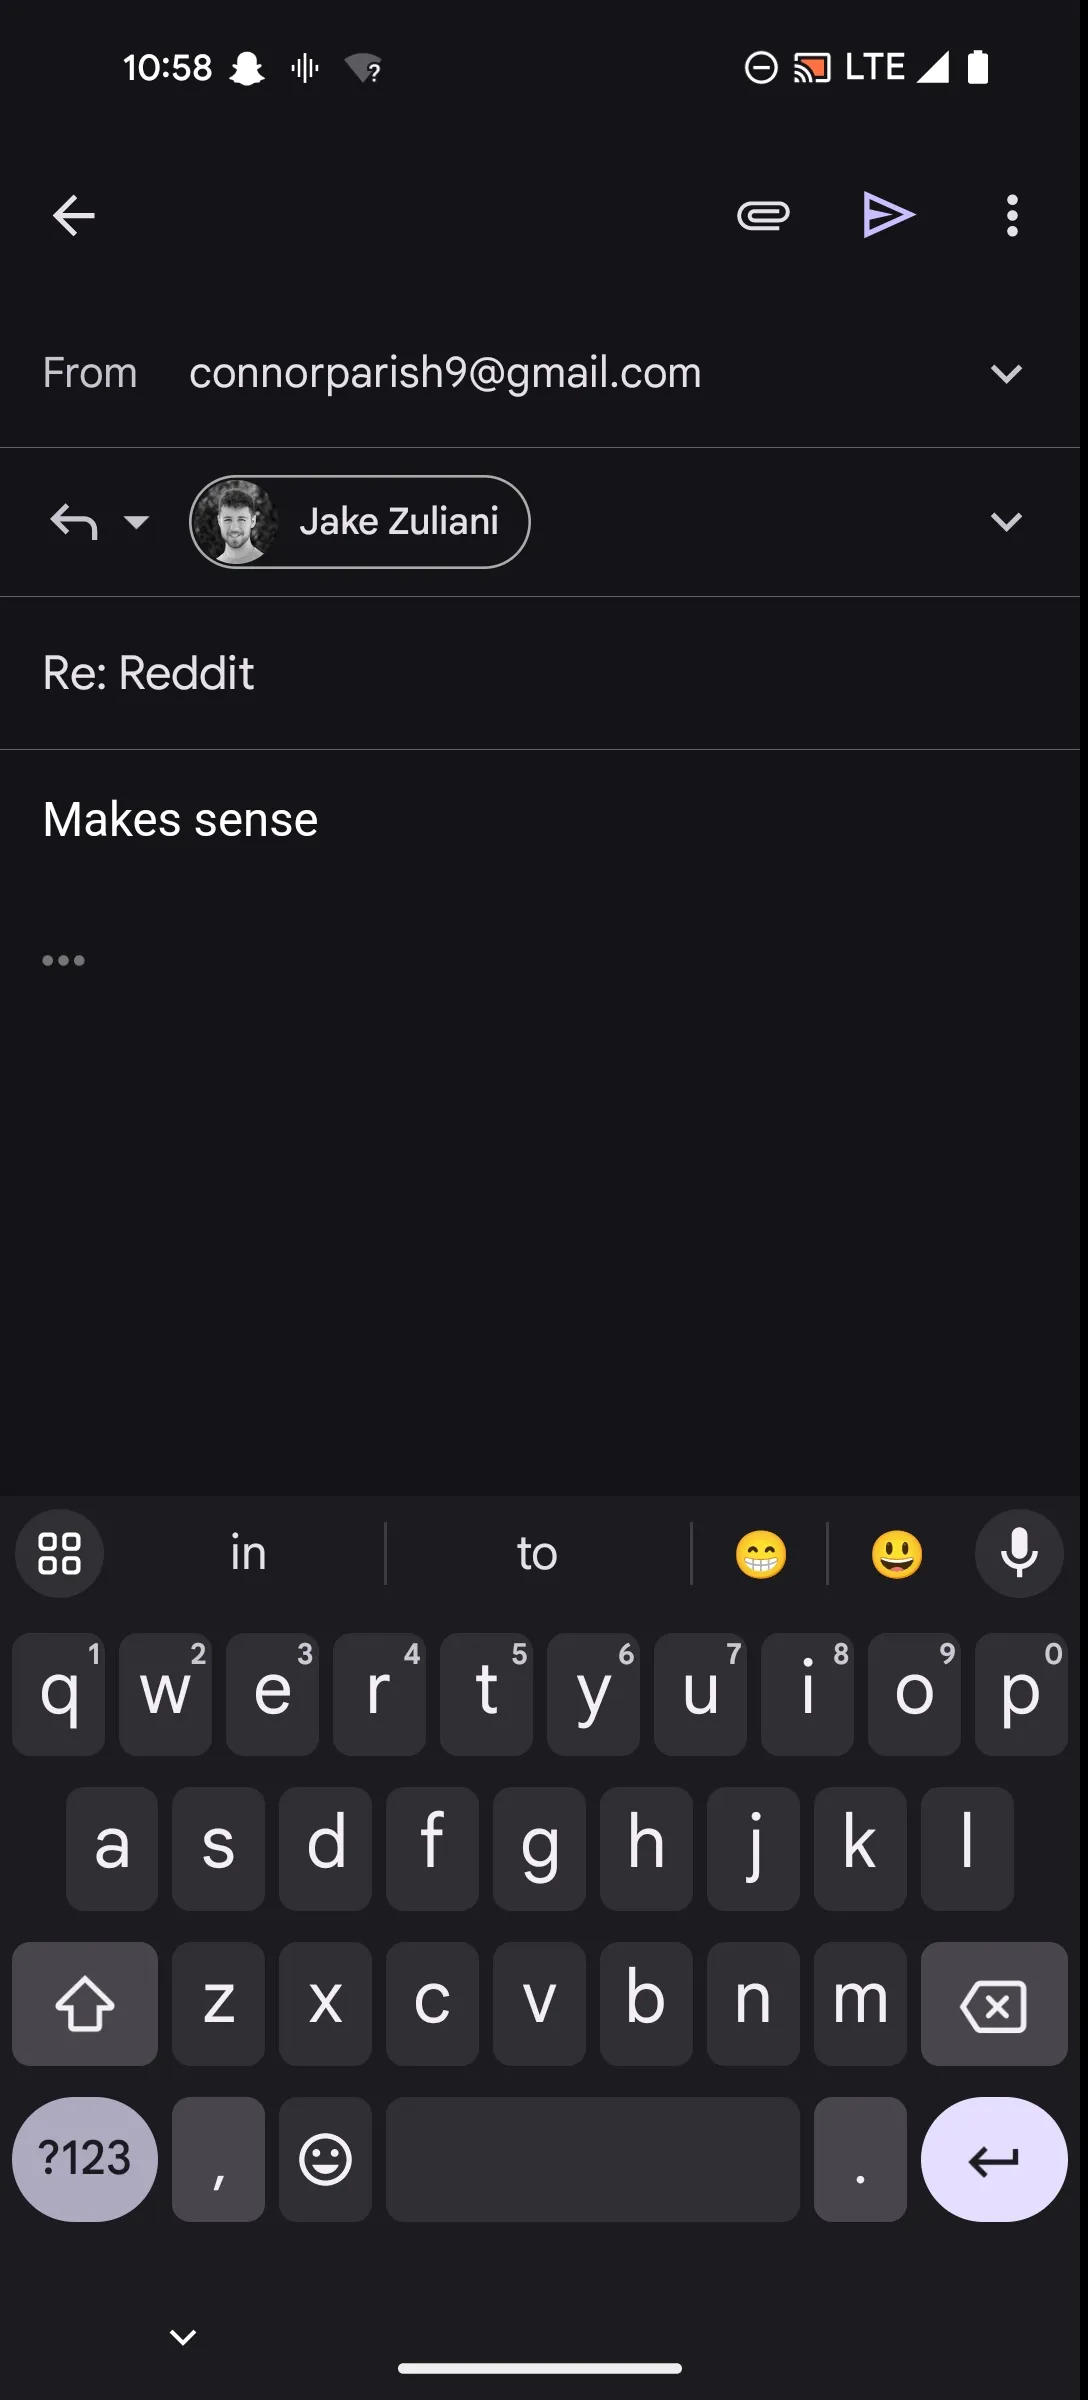 10:58 LTE
From connorparish9@gmail.com
Jake Zuliani
Re: Reddit
Makes sense
in to
q1 w2 e3 r4 t5 y6 u7 i8 o9 p0
a s d f g h j k l
z x c v b n m
?123 , .